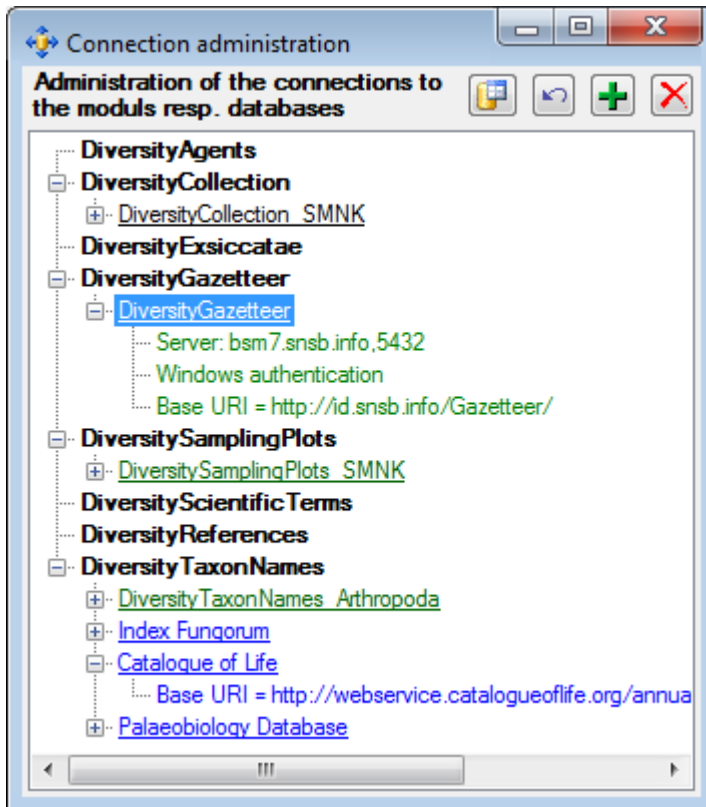 Connection administration
Administration of the connections to
the moduls resp. databases
DiversityAgents
DiversityCollection
DiversityCollection_SMNK
DiversityExsiccatae
DiversityGazetteer
DiversityGazetteer
Server: bsm7.snsb.info,5432
Windows authentication
Base URI = http://id.snsb.info/Gazetteer/
DiversitySamplingPlots
DiversitySamplingPlots_SMNK
DiversityScientificTerms
DiversityReferences
DiversityTaxonNames
DiversityTaxonNames_Arthropoda
Index Fungorum
Catalogue of Life
Base URI = http://webservice.catalogueoflife.org/annua
Palaeobiology Database